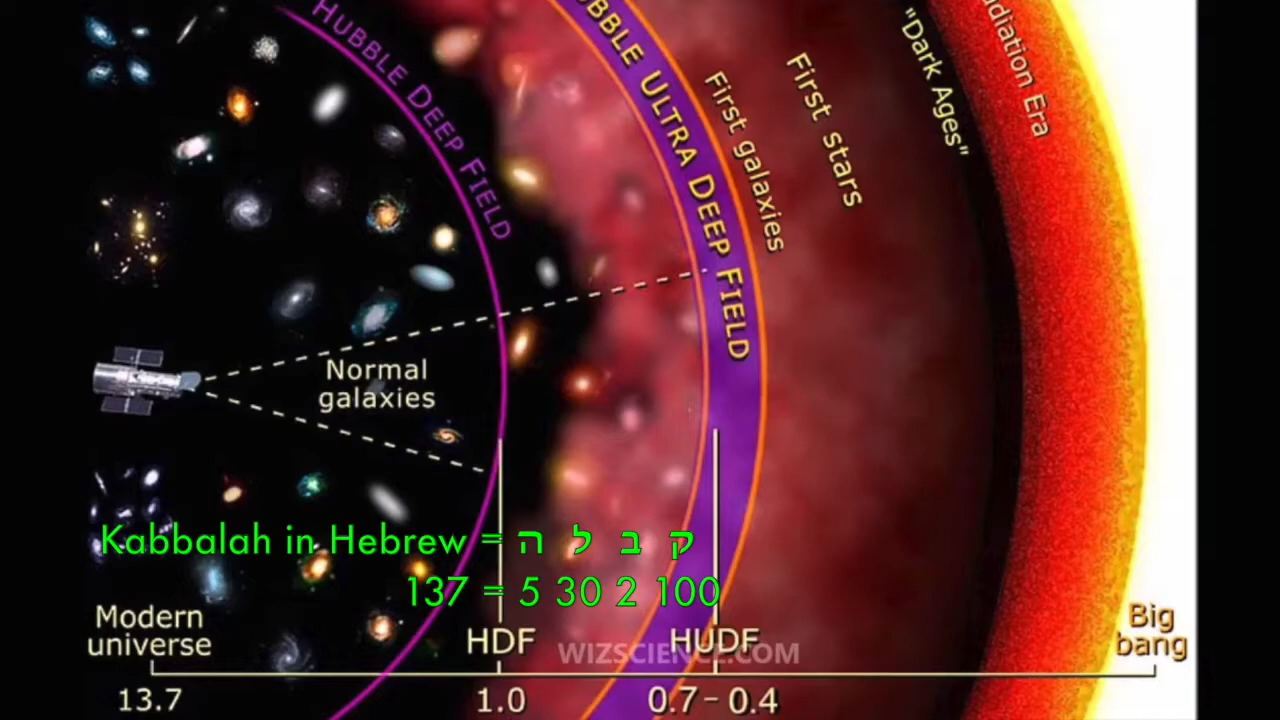 HUBBLE DEEP FIELD
HUBBLE ULTRA DEEP FIELD
First galaxies
First stars
"Dark Ages"
Era
Normal
galaxies
Kabbalah in Hebrew = ק ב ל ה
137 = 5 30 2 100
Modern
universe
HDF
HUDF
WIZSCIENCE.COM
Big
bang
13.7
1.0
0.7 - 0.4